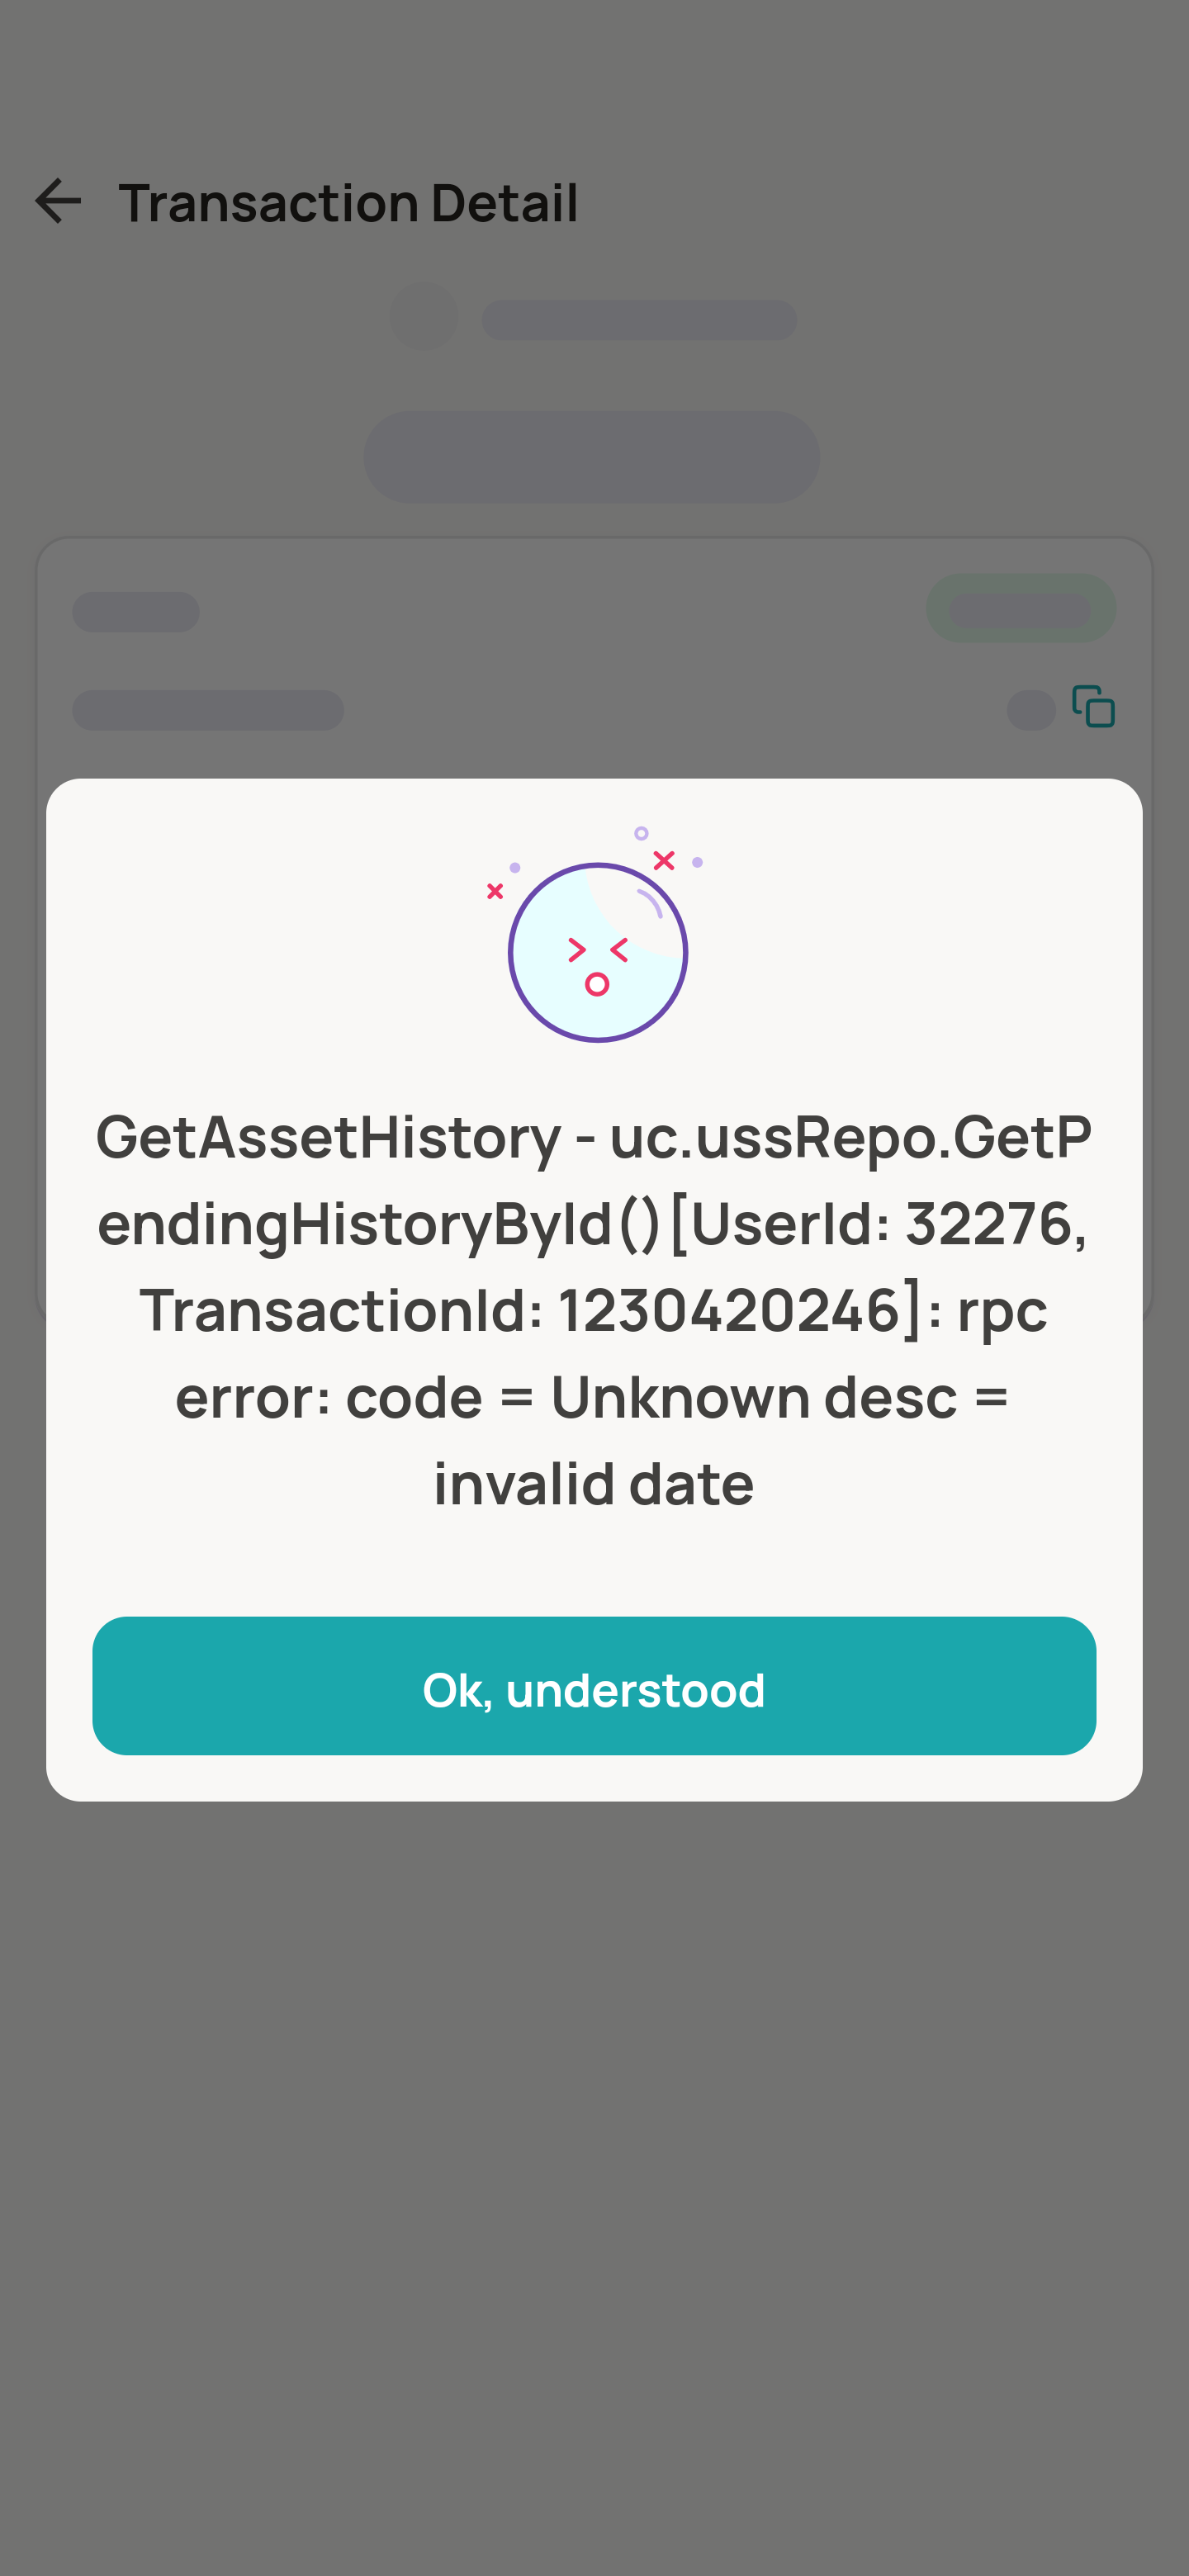 Transaction Detail
GetAssetHistory - uc.ussRepo.GetP
endingHistoryById()[UserId: 32276,
TransactionId: 1230420246]: rpc
error: code = Unknown desc =
invalid date
Ok, understood